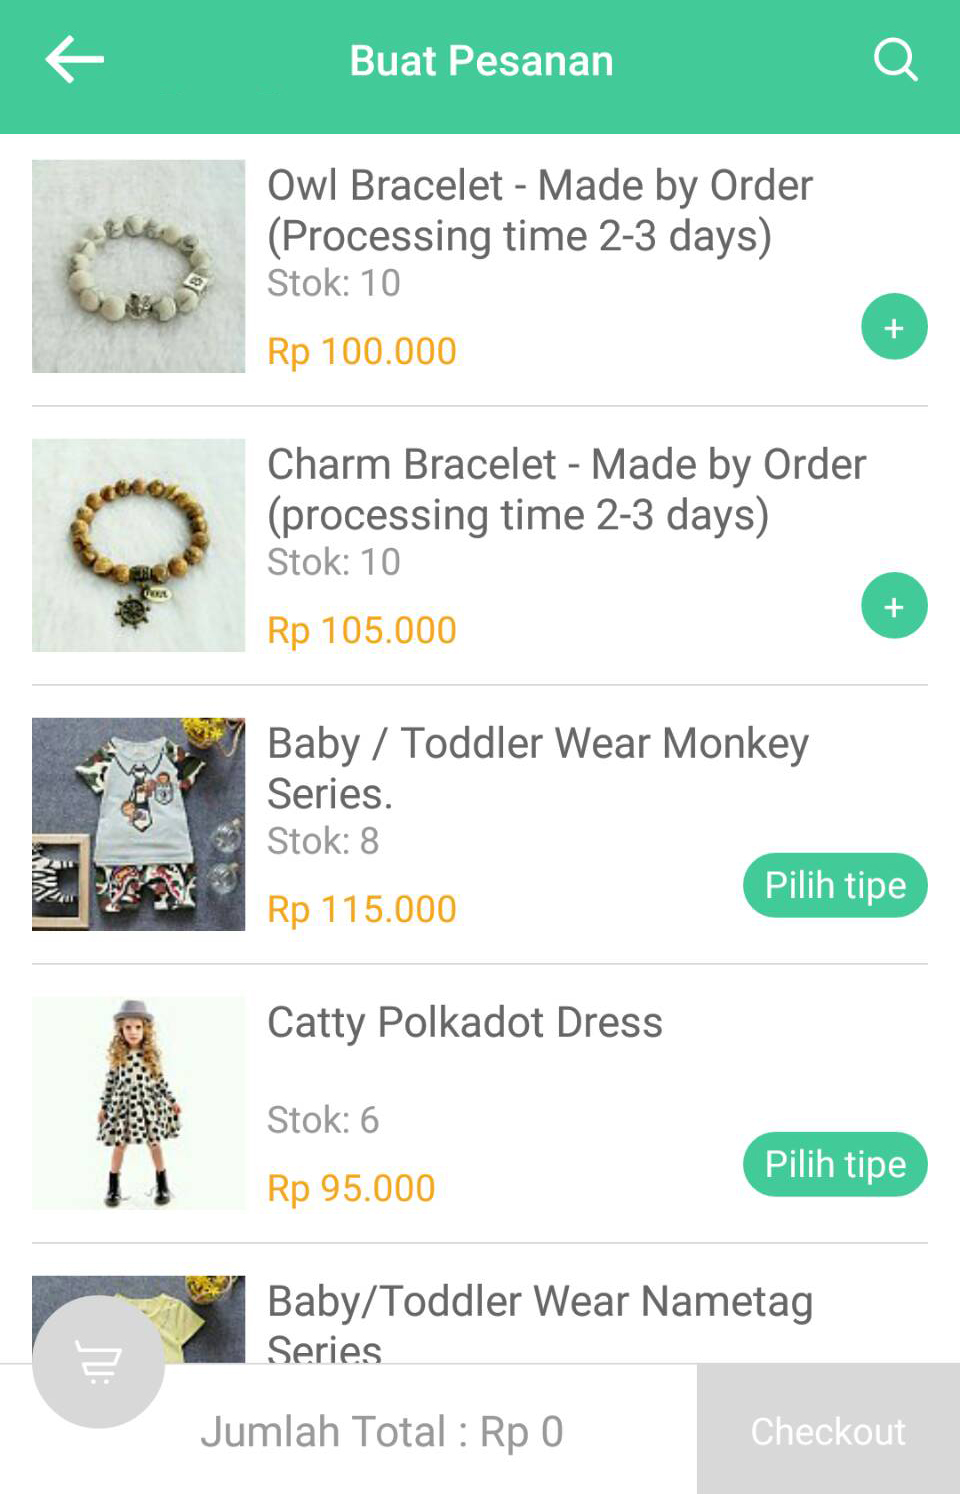 Buat Pesanan
Owl Bracelet - Made by Order
(Processing time 2-3 days)
Stok: 10
Rp 100.000
+
Charm Bracelet - Made by Order
(processing time 2-3 days)
Stok: 10
Rp 105.000
+
Baby / Toddler Wear Monkey
Series.
Stok: 8
Rp 115.000
Pilih tipe
Catty Polkadot Dress
Stok: 6
Rp 95.000
Pilih tipe
Baby/Toddler Wear Nametag
Series
Jumlah Total : Rp 0
Checkout